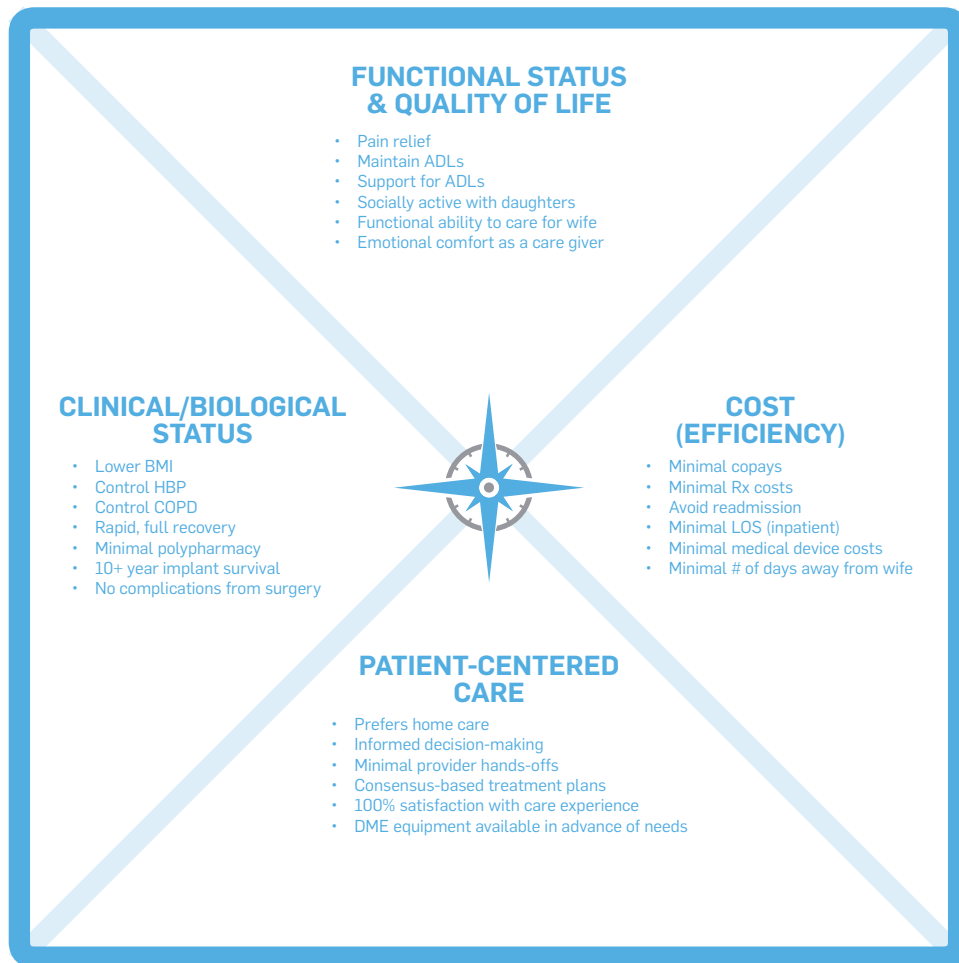 FUNCTIONAL STATUS
& QUALITY OF LIFE
• Pain relief
• Maintain ADLs
• Support for ADLs
• Socially active with daughters
• Functional ability to care for wife
• Emotional comfort as a care giver
CLINICAL/BIOLOGICAL
STATUS
• Lower BMI
• Control HBP
• Control COPD
• Rapid, full recovery
• Minimal polypharmacy
• 10+ year implant survival
• No complications from surgery
COST
(EFFICIENCY)
• Minimal copays
• Minimal Rx costs
• Avoid readmission
• Minimal LOS (inpatient)
• Minimal medical device costs
• Minimal # of days away from wife
PATIENT-CENTERED
CARE
• Prefers home care
• Informed decision-making
• Minimal provider hands-offs
• Consensus-based treatment plans
• 100% satisfaction with care experience
• DME equipment available in advance of needs